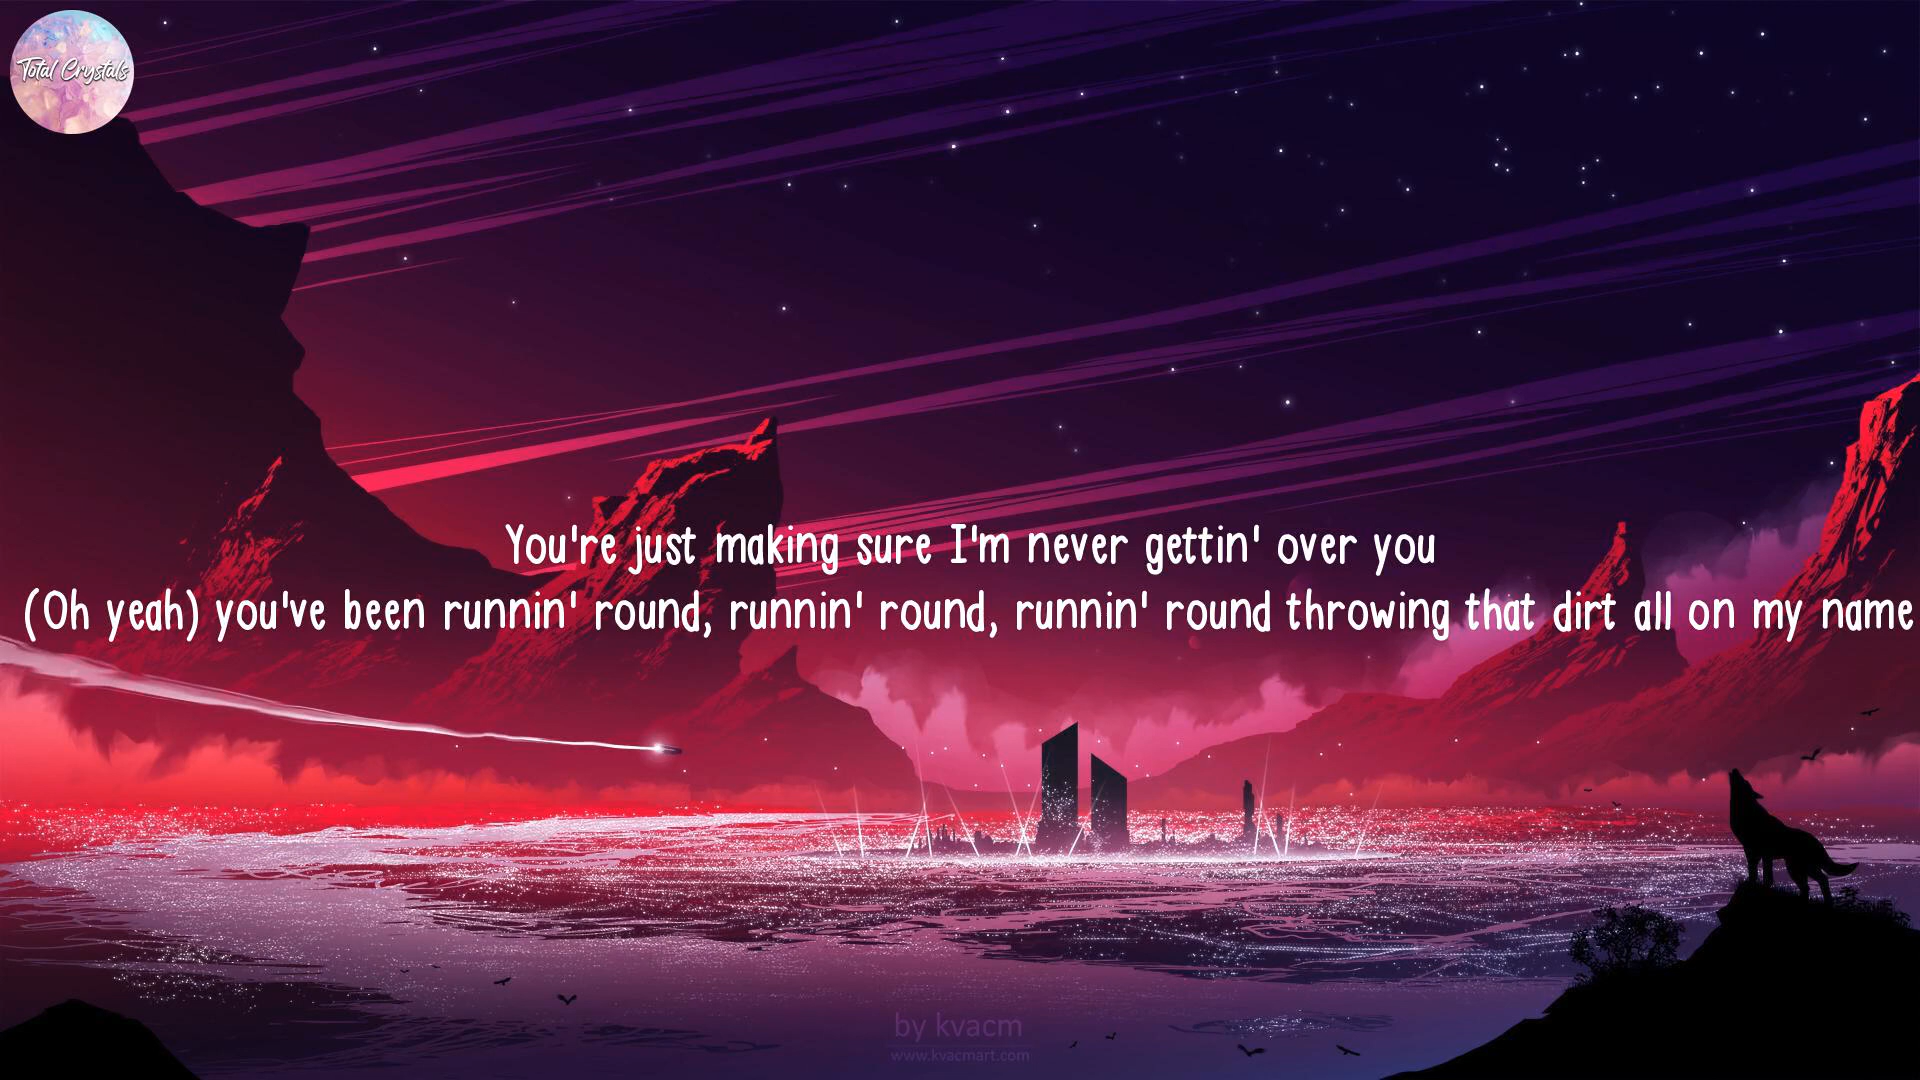 Total Crystals
You're just making sure I'm never gettin' over you
(Oh yeah) you've been runnin' round, runnin' round, runnin' round throwing that dirt all on my name
by kvacm
www.kvacmart.com